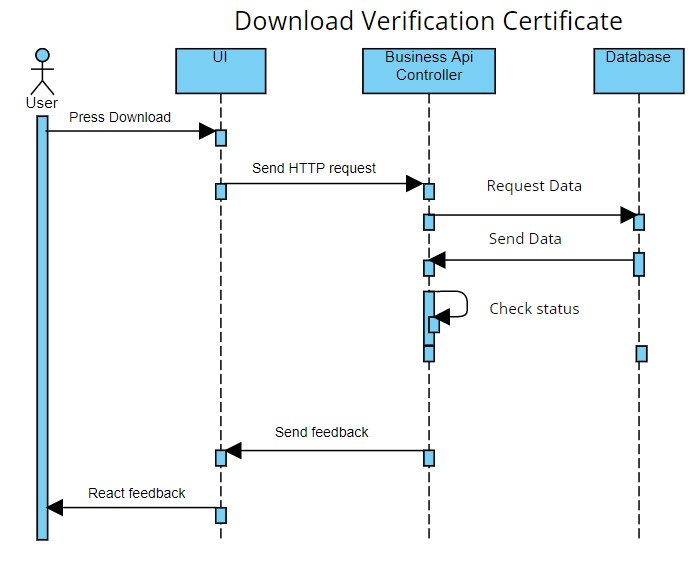 Download Verification Certificate
UI
Business Api
Controller
Database
User
Press Download
Send HTTP request
Request Data
Send Data
Check status
Send feedback
React feedback